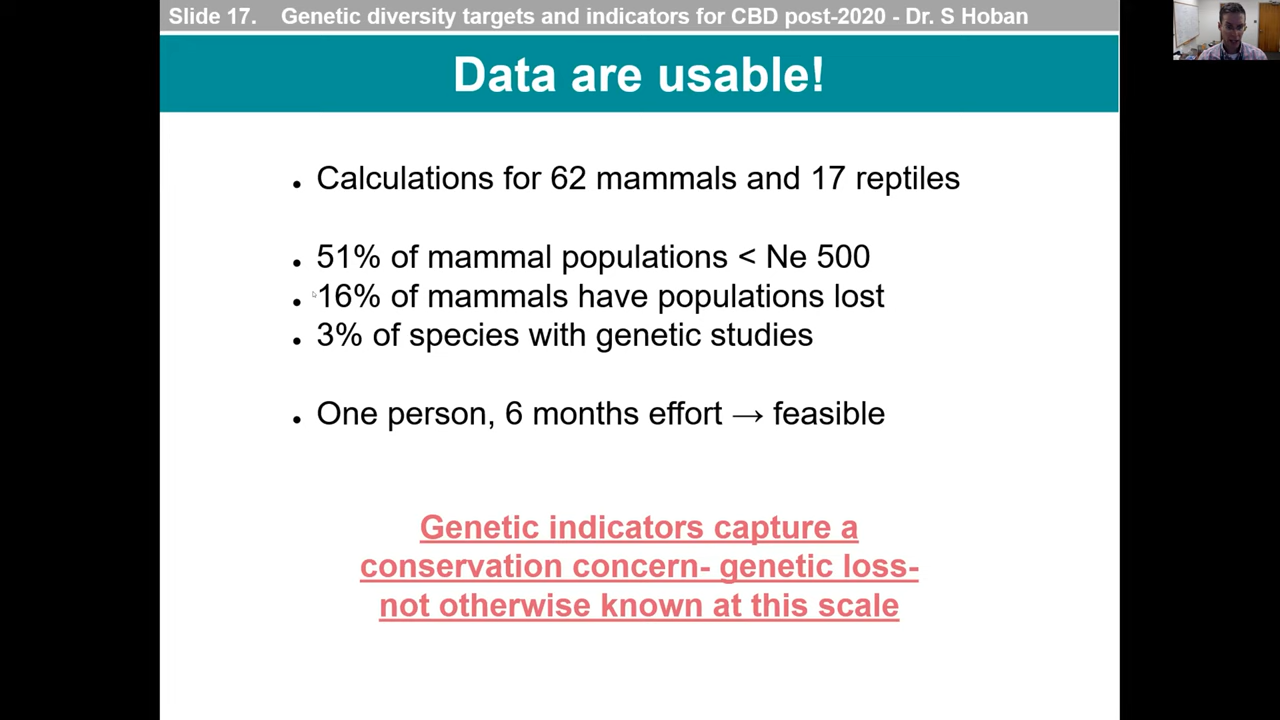 Slide 17. Genetic diversity targets and indicators for CBD post-2020 - Dr. S Hoban
Data are usable!
• Calculations for 62 mammals and 17 reptiles
• 51% of mammal populations < Ne 500
• 16% of mammals have populations lost
• 3% of species with genetic studies
• One person, 6 months effort → feasible
Genetic indicators capture a
conservation concern- genetic loss-
not otherwise known at this scale